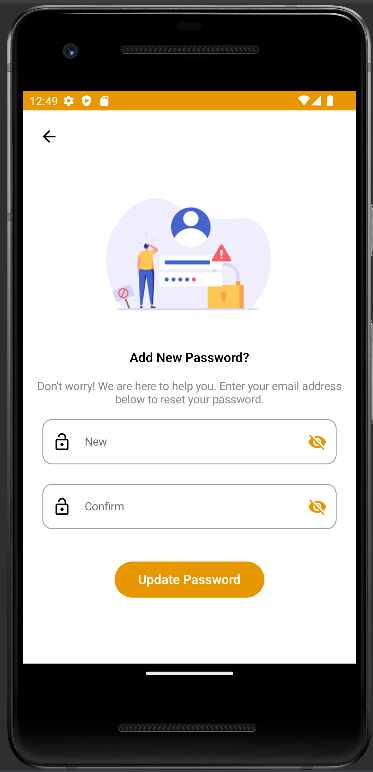 12:49
Add New Password?
Don't worry! We are here to help you. Enter your email address
below to reset your password.
New
Confirm
Update Password